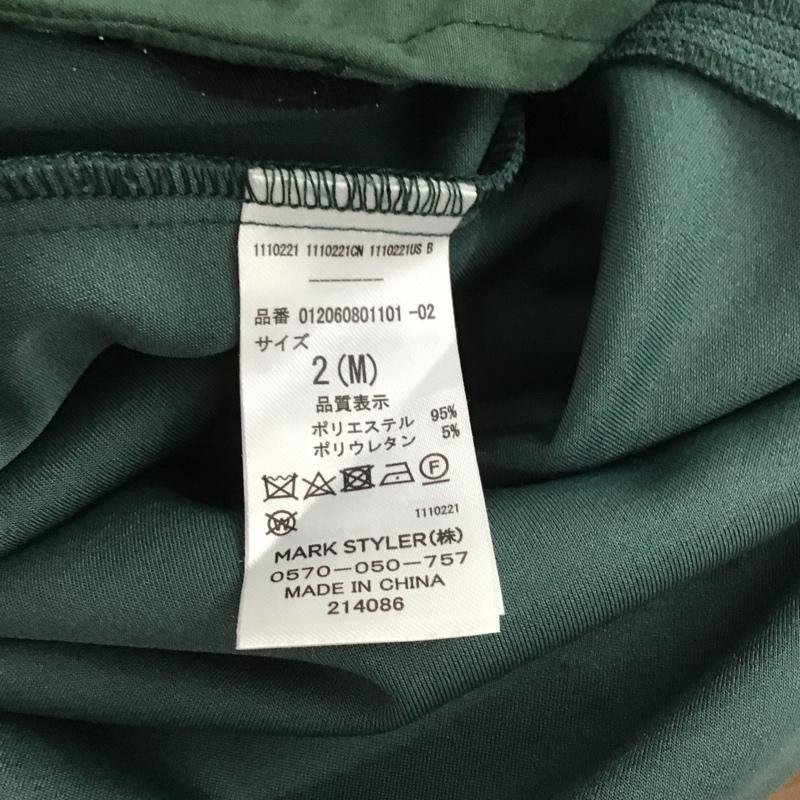 1110221 1110221CN 1110221US B
品番 012060801101 -02
サイズ
2(M)
品質表示
ポリエステル 95%
ポリウレタン 5%
F
W
1110221
MARK STYLER(株)
0570-050-757
MADE IN CHINA
214086